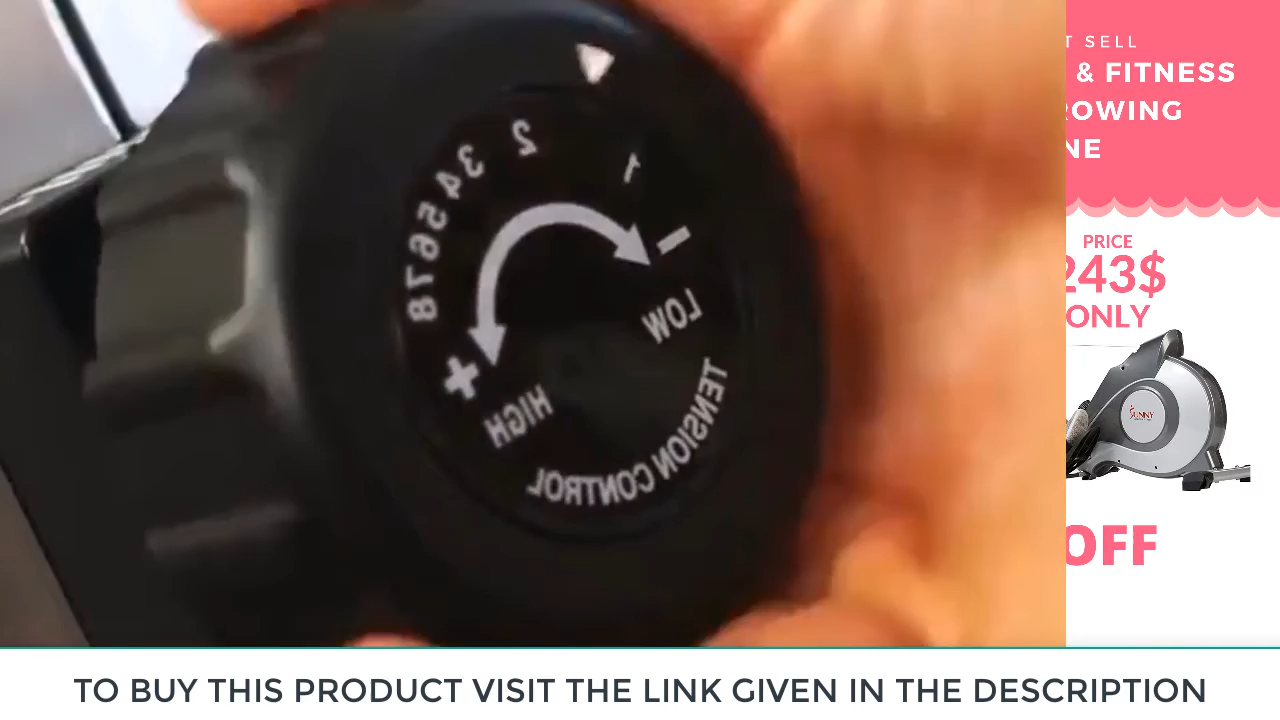 2
1
3
4
5
6
7
8
LOW
HIGH
TENSION CONTROL
T SELL
& FITNESS
ROWING
NE
PRICE
243$
ONLY
SUNNY
OFF
TO BUY THIS PRODUCT VISIT THE LINK GIVEN IN THE DESCRIPTION